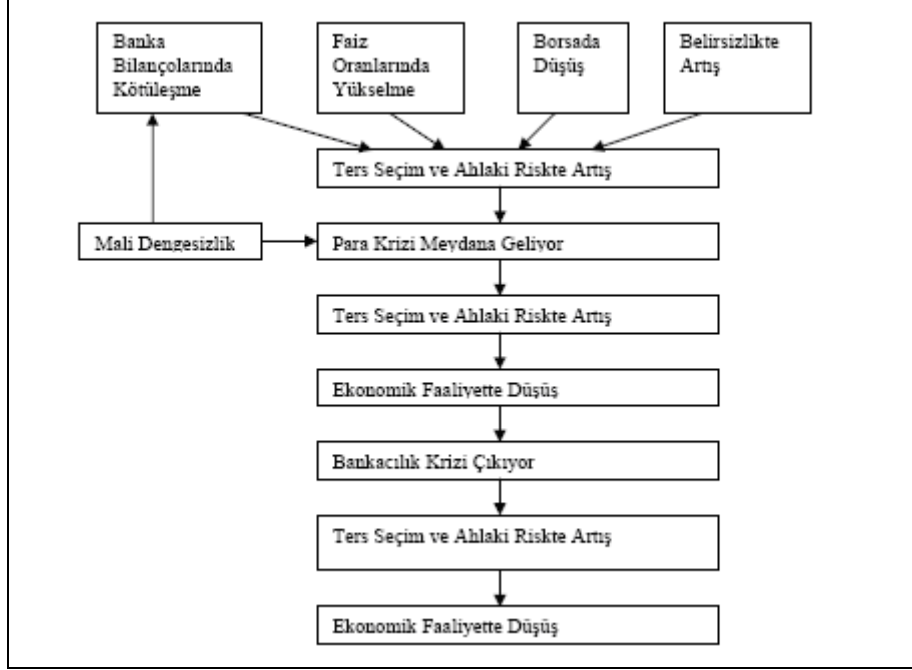 Banka
Bilançolarında
Kötüleşme
Faiz
Oranlarında
Yükselme
Borsada
Düşüş
Belirsizlikte
Artış
Ters Seçim ve Ahlaki Riskte Artış
Mali Dengesizlik
Para Krizi Meydana Geliyor
Ters Seçim ve Ahlaki Riskte Artış
Ekonomik Faaliyette Düşüş
Bankacılık Krizi Çıkıyor
Ters Seçim ve Ahlaki Riskte Artış
Ekonomik Faaliyette Düşüş